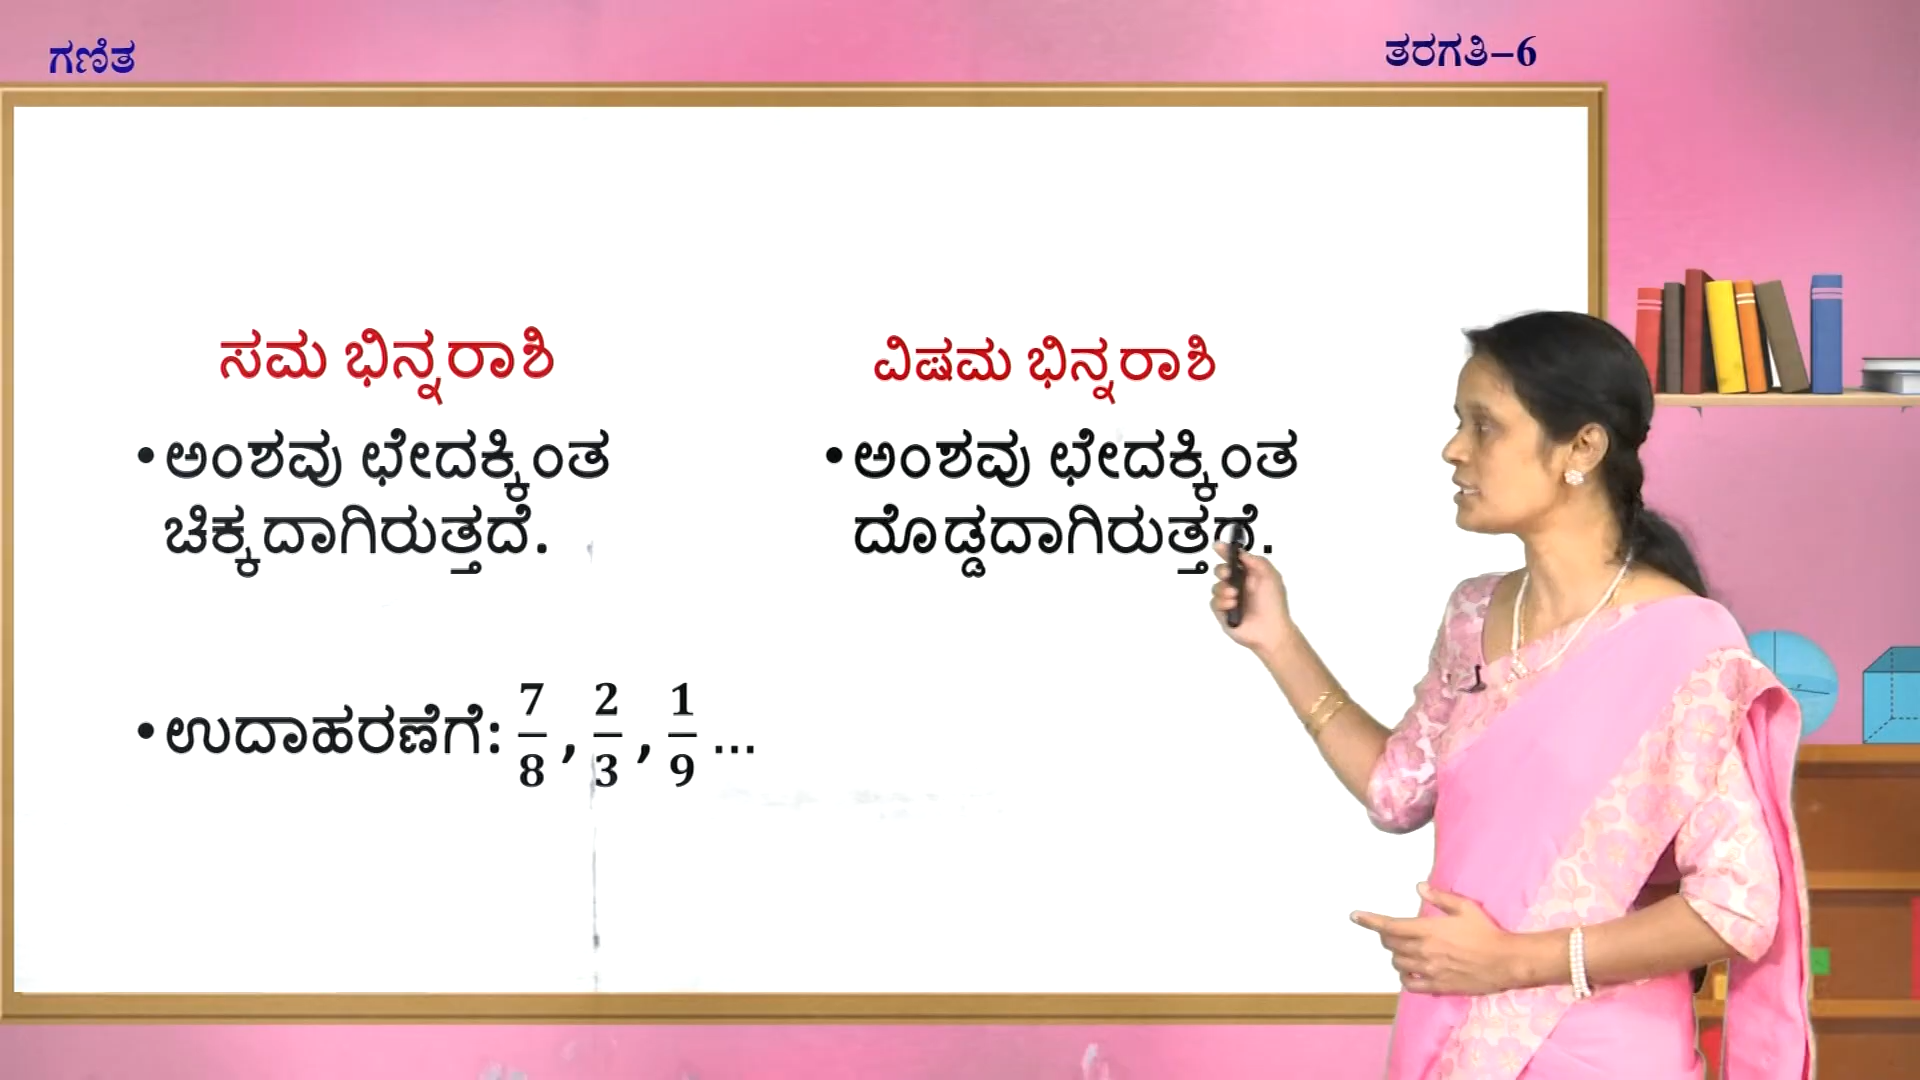 ಗಣಿತ
ತರಗತಿ–6
ಸಮ ಭಿನ್ನರಾಶಿ
•ಅಂಶವು ಛೇದಕ್ಕಿಂತ
ಚಿಕ್ಕದಾಗಿರುತ್ತದೆ.
•ಉದಾಹರಣೆಗೆ: 7/8 , 2/3 , 1/9 ...
ವಿಷಮ ಭಿನ್ನರಾಶಿ
•ಅಂಶವು ಛೇದಕ್ಕಿಂತ
ದೊಡ್ಡದಾಗಿರುತ್ತದೆ.